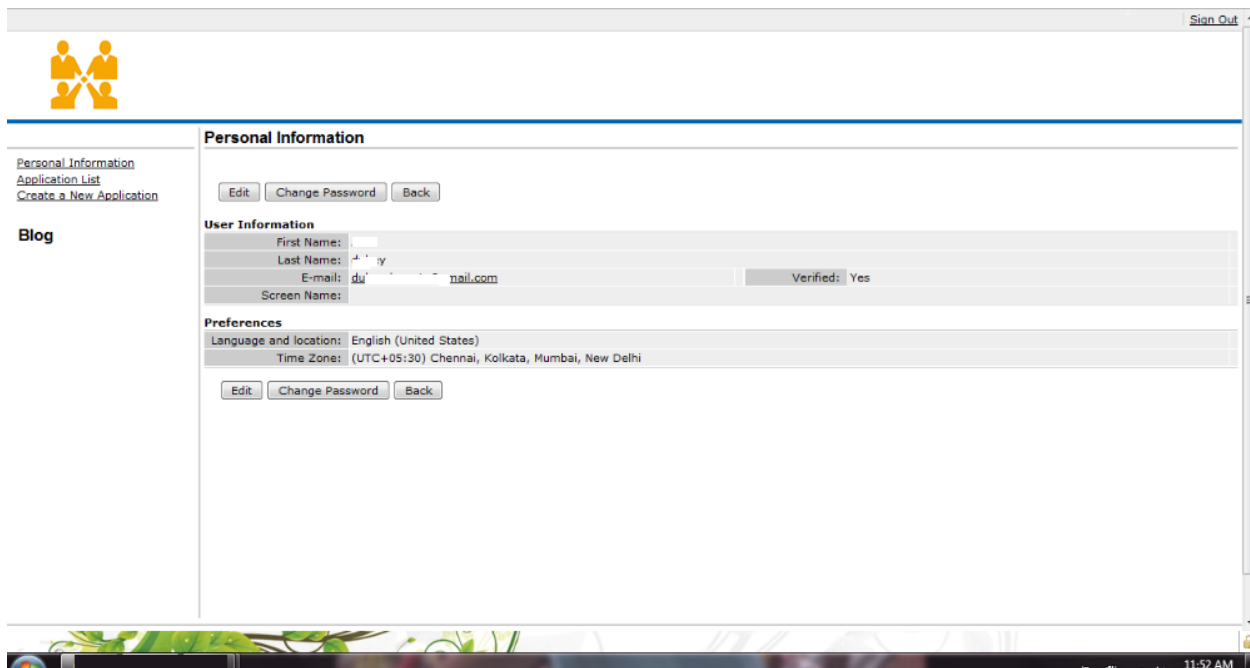 Sign Out
Personal Information
Personal Information
Application List
Create a New Application
Blog
Edit Change Password Back
User Information
First Name:
Last Name:
E-mail: mail.com Verified: Yes
Screen Name:
Preferences
Language and location: English (United States)
Time Zone: (UTC+05:30) Chennai, Kolkata, Mumbai, New Delhi
Edit Change Password Back
11:52 AM